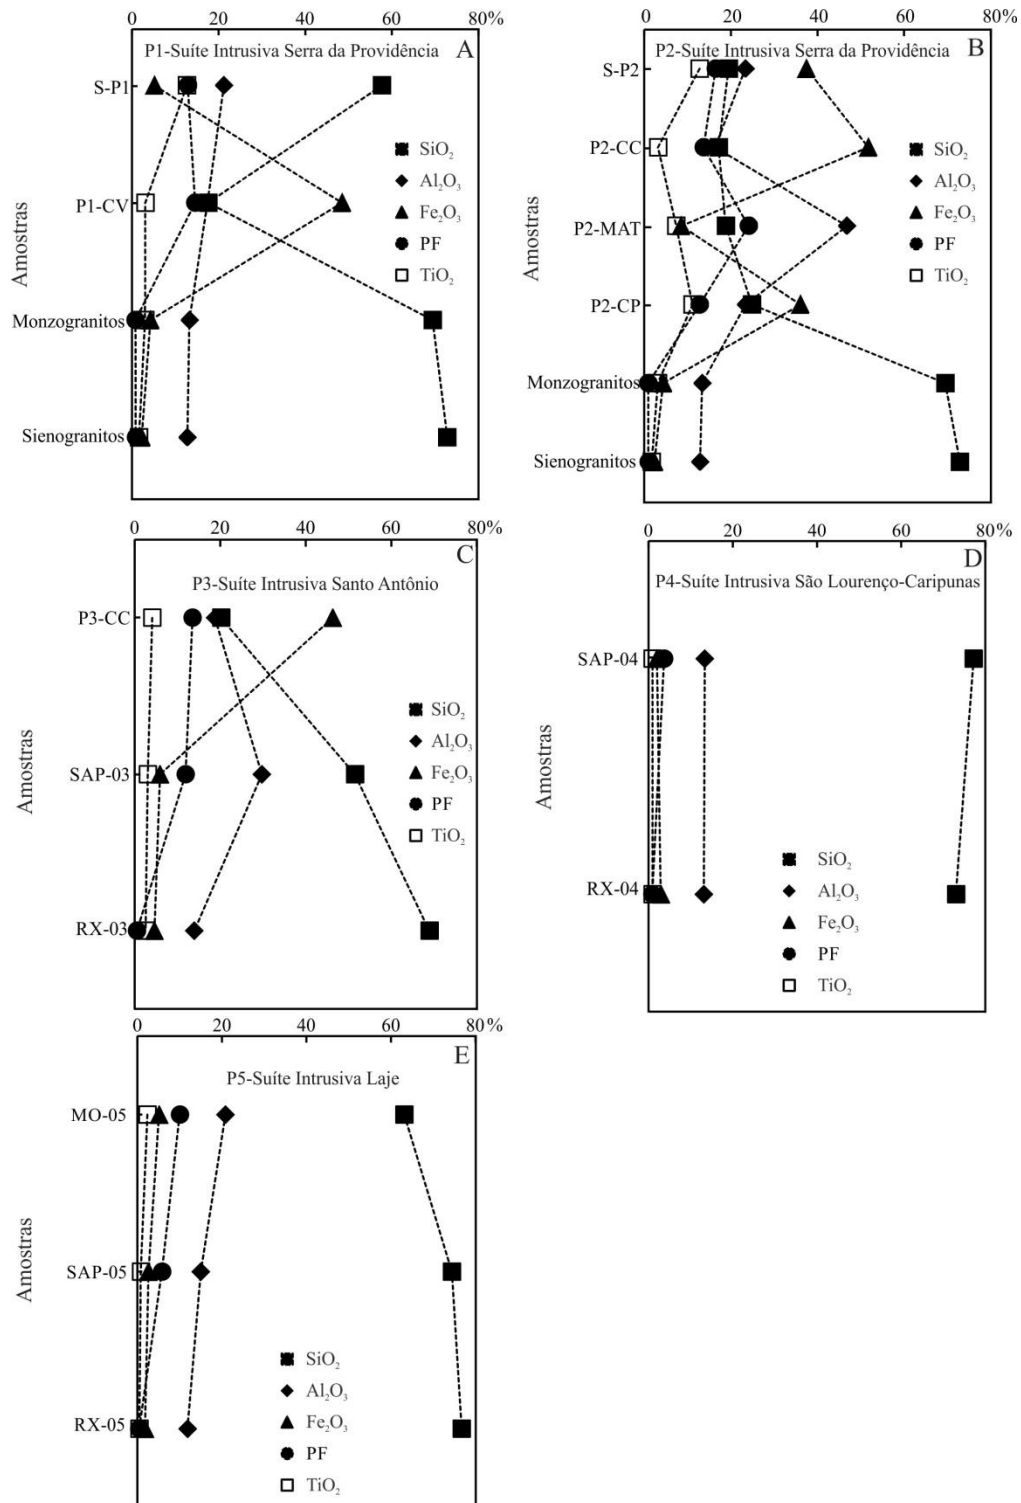 0 20 40 60 80%
P1-Suíte Intrusiva Serra da Providência A
S-P1
P1-CV
Monzogranitos
Sienogranitos
Amostras
SiO₂
Al₂O₃
Fe₂O₃
PF
TiO₂
0 20 40 60 80%
P2-Suíte Intrusiva Serra da Providência B
S-P2
P2-CC
P2-MAT
P2-CP
Monzogranitos
Sienogranitos
Amostras
SiO₂
Al₂O₃
Fe₂O₃
PF
TiO₂
0 20 40 60 80%
C
P3-Suíte Intrusiva Santo Antônio
P3-CC
SAP-03
RX-03
Amostras
SiO₂
Al₂O₃
Fe₂O₃
PF
TiO₂
0 20 40 60 80%
D
P4-Suíte Intrusiva São Lourenço-Caripunas
SAP-04
RX-04
Amostras
SiO₂
Al₂O₃
Fe₂O₃
PF
TiO₂
0 20 40 60 80%
E
P5-Suíte Intrusiva Laje
MO-05
SAP-05
RX-05
Amostras
SiO₂
Al₂O₃
Fe₂O₃
PF
TiO₂